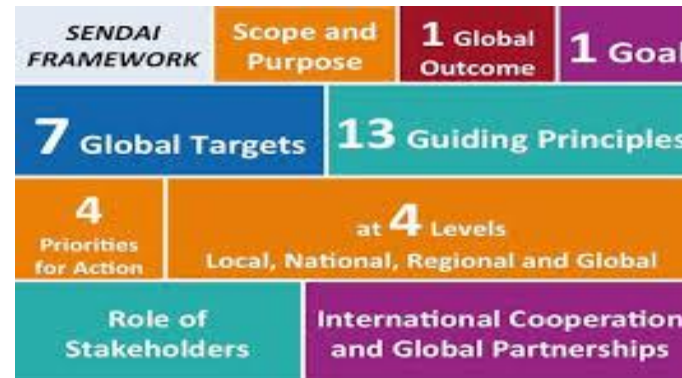 SENDAI
FRAMEWORK
Scope and
Purpose
1 Global
Outcome
1 Goal
7 Global Targets
13 Guiding Principles
4
Priorities
for Action
at 4 Levels
Local, National, Regional and Global
Role of
Stakeholders
International Cooperation
and Global Partnerships